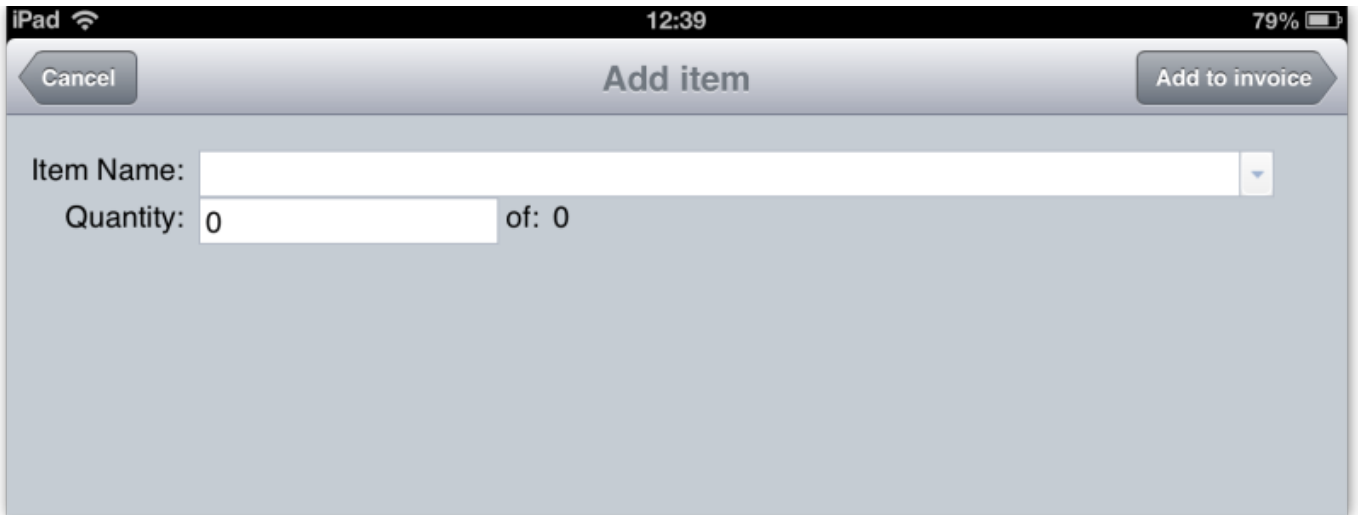 iPad 12:39 79%
Cancel Add item Add to invoice
Item Name:
Quantity: 0 of: 0